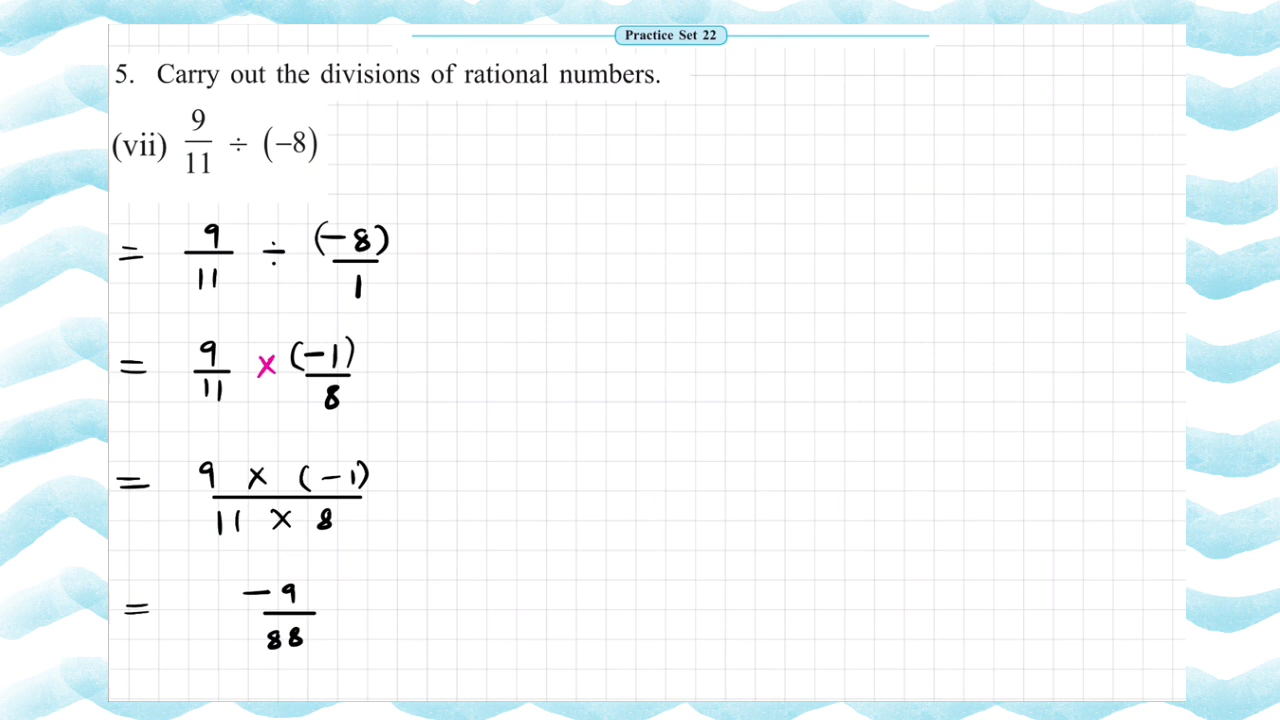 Practice Set 22
5. Carry out the divisions of rational numbers.
(vii) 9/11 ÷ (−8)
= 9/11 ÷ (−8)/1
= 9/11 × (−1)/8
= 9 × (−1) / 11 × 8
= −9/88